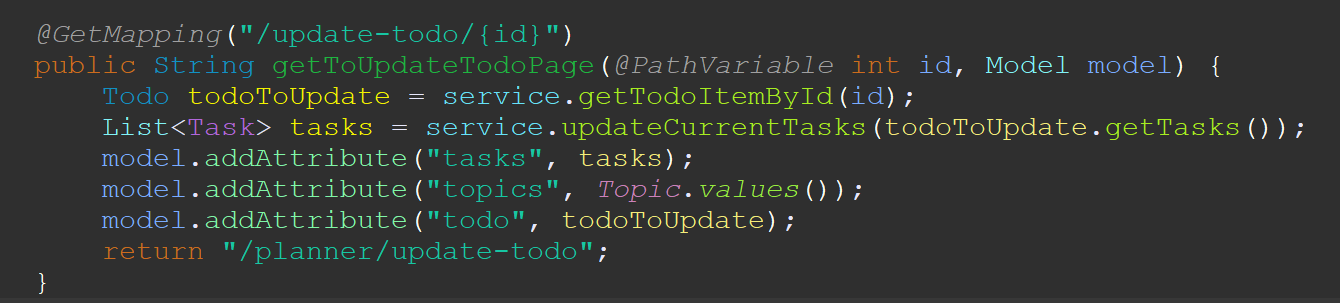 @GetMapping("/update-todo/{id}")
public String getToUpdateTodoPage(@PathVariable int id, Model model) {
Todo todoToUpdate = service.getTodoItemById(id);
List<Task> tasks = service.updateCurrentTasks(todoToUpdate.getTasks());
model.addAttribute("tasks", tasks);
model.addAttribute("topics", Topic.values());
model.addAttribute("todo", todoToUpdate);
return "/planner/update-todo";
}